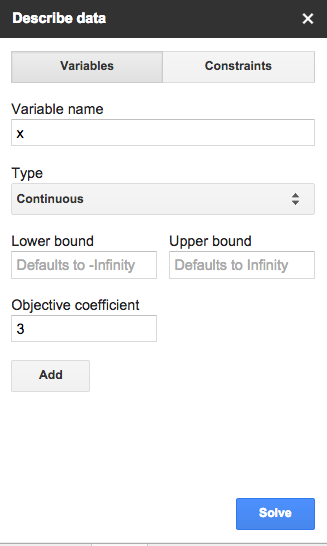 Describe data ×
Variables Constraints
Variable name
x
Type
Continuous
Lower bound Upper bound
Defaults to -Infinity Defaults to Infinity
Objective coefficient
3
Add
Solve